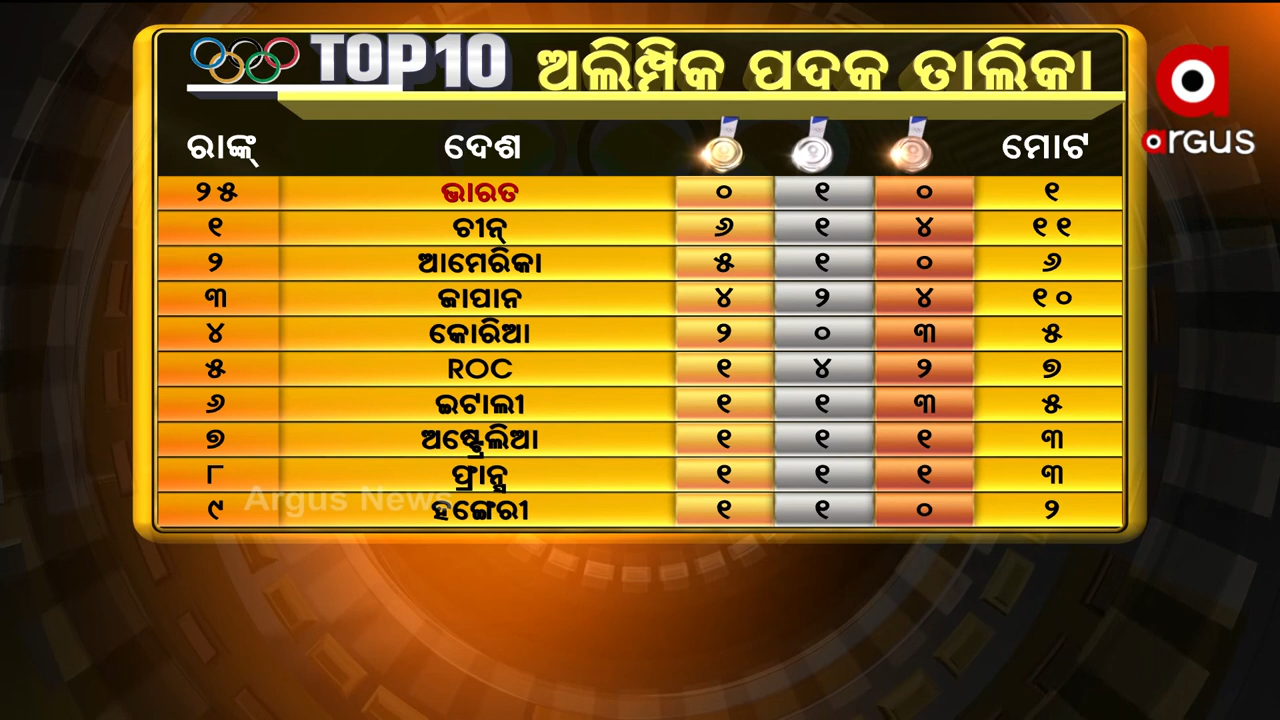 TOP10 ଅଲିମ୍ପିକ ପଦକ ତାଲିକା
argus
ରାଙ୍କ୍ ଦେଶ ମୋଟ
୨୫ ଭାରତ ୦ ୧ ୦ ୧
୧ ଚୀନ୍ ୬ ୧ ୪ ୧୧
୨ ଆମେରିକା ୫ ୧ ୦ ୬
୩ ଜାପାନ ୪ ୨ ୪ ୧୦
୪ କୋରିଆ ୨ ୦ ୩ ୫
୫ ROC ୧ ୪ ୨ ୭
୬ ଇଟାଲୀ ୧ ୧ ୩ ୫
୭ ଅଷ୍ଟ୍ରେଲିଆ ୧ ୧ ୧ ୩
୮ ଫ୍ରାନ୍ସ ୧ ୧ ୧ ୩
Argus News
୯ ହଙ୍ଗେରୀ ୧ ୧ ୦ ୨